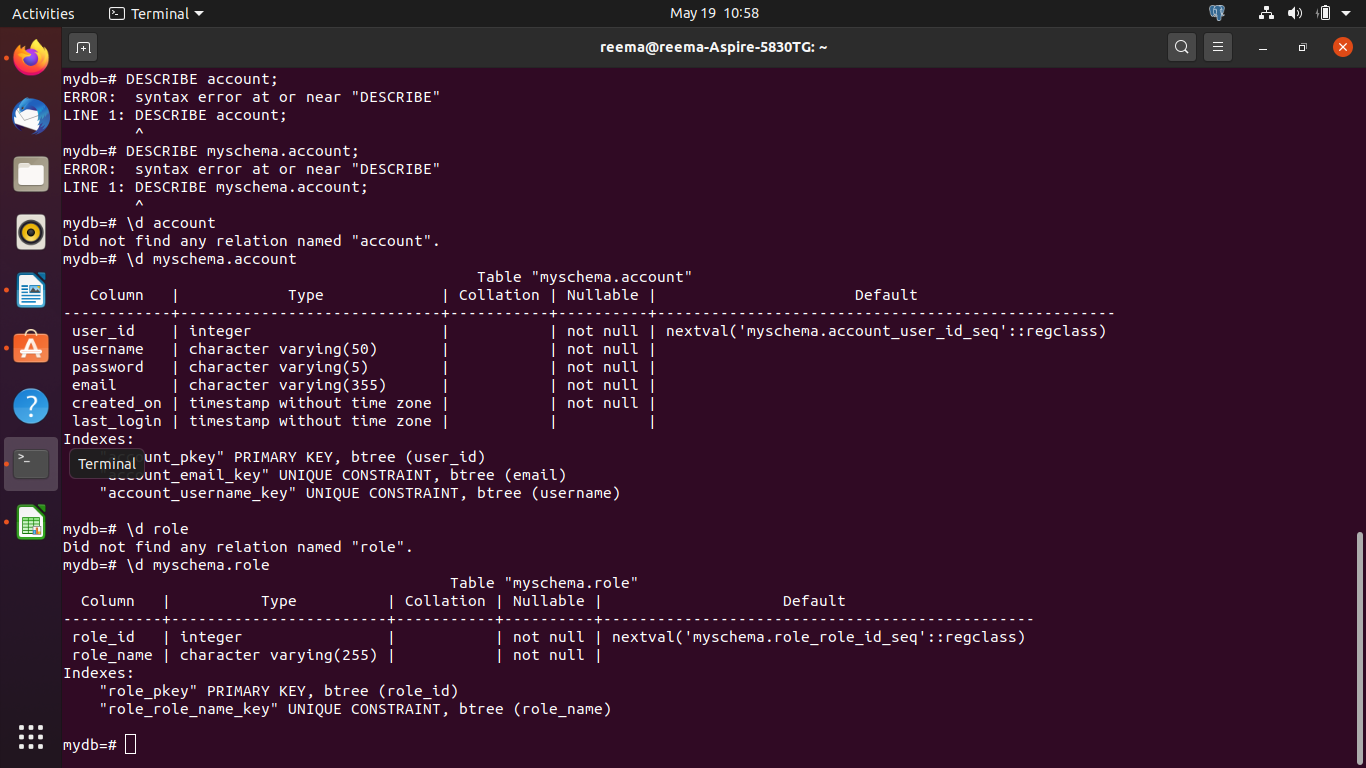 Activities Terminal May 19 10:58
reema@reema-Aspire-5830TG: ~
mydb=# DESCRIBE account;
ERROR:  syntax error at or near "DESCRIBE"
LINE 1: DESCRIBE account;
        ^
mydb=# DESCRIBE myschema.account;
ERROR:  syntax error at or near "DESCRIBE"
LINE 1: DESCRIBE myschema.account;
        ^
mydb=# \d account
Did not find any relation named "account".
mydb=# \d myschema.account
                                              Table "myschema.account"
   Column   |            Type             | Collation | Nullable |                      Default
------------+-----------------------------+-----------+----------+---------------------------------------------------
 user_id    | integer                     |           | not null | nextval('myschema.account_user_id_seq'::regclass)
 username   | character varying(50)       |           | not null |
 password   | character varying(5)        |           | not null |
 email      | character varying(355)      |           | not null |
 created_on | timestamp without time zone |           | not null |
 last_login | timestamp without time zone |           |          |
Indexes:
    ount_pkey" PRIMARY KEY, btree (user_id)
Terminal
    ount_email_key" UNIQUE CONSTRAINT, btree (email)
    "account_username_key" UNIQUE CONSTRAINT, btree (username)
mydb=# \d role
Did not find any relation named "role".
mydb=# \d myschema.role
                                           Table "myschema.role"
  Column   |          Type          | Collation | Nullable |                    Default
-----------+------------------------+-----------+----------+------------------------------------------------
 role_id   | integer                |           | not null | nextval('myschema.role_role_id_seq'::regclass)
 role_name | character varying(255) |           | not null |
Indexes:
    "role_pkey" PRIMARY KEY, btree (role_id)
    "role_role_name_key" UNIQUE CONSTRAINT, btree (role_name)
mydb=#